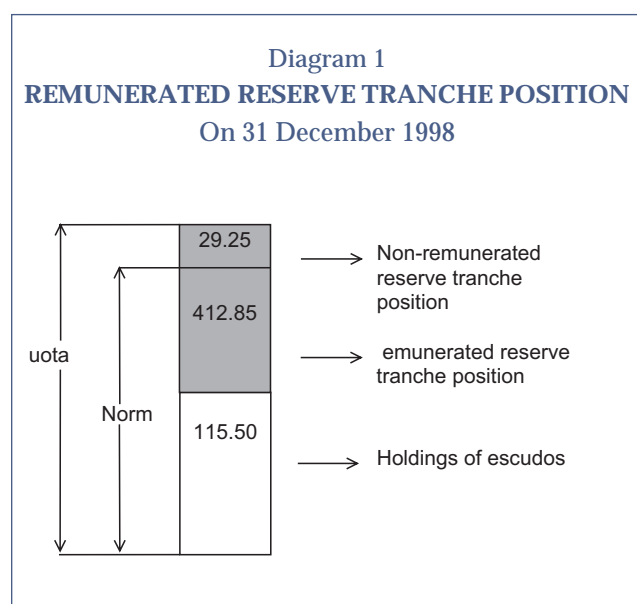 Diagram 1
REMUNERATED RESERVE TRANCHE POSITION
On 31 December 1998
29.25
Non-remunerated
reserve tranche
position
412.85
uota
emunerated reserve
tranche position
Norm
115.50
Holdings of escudos